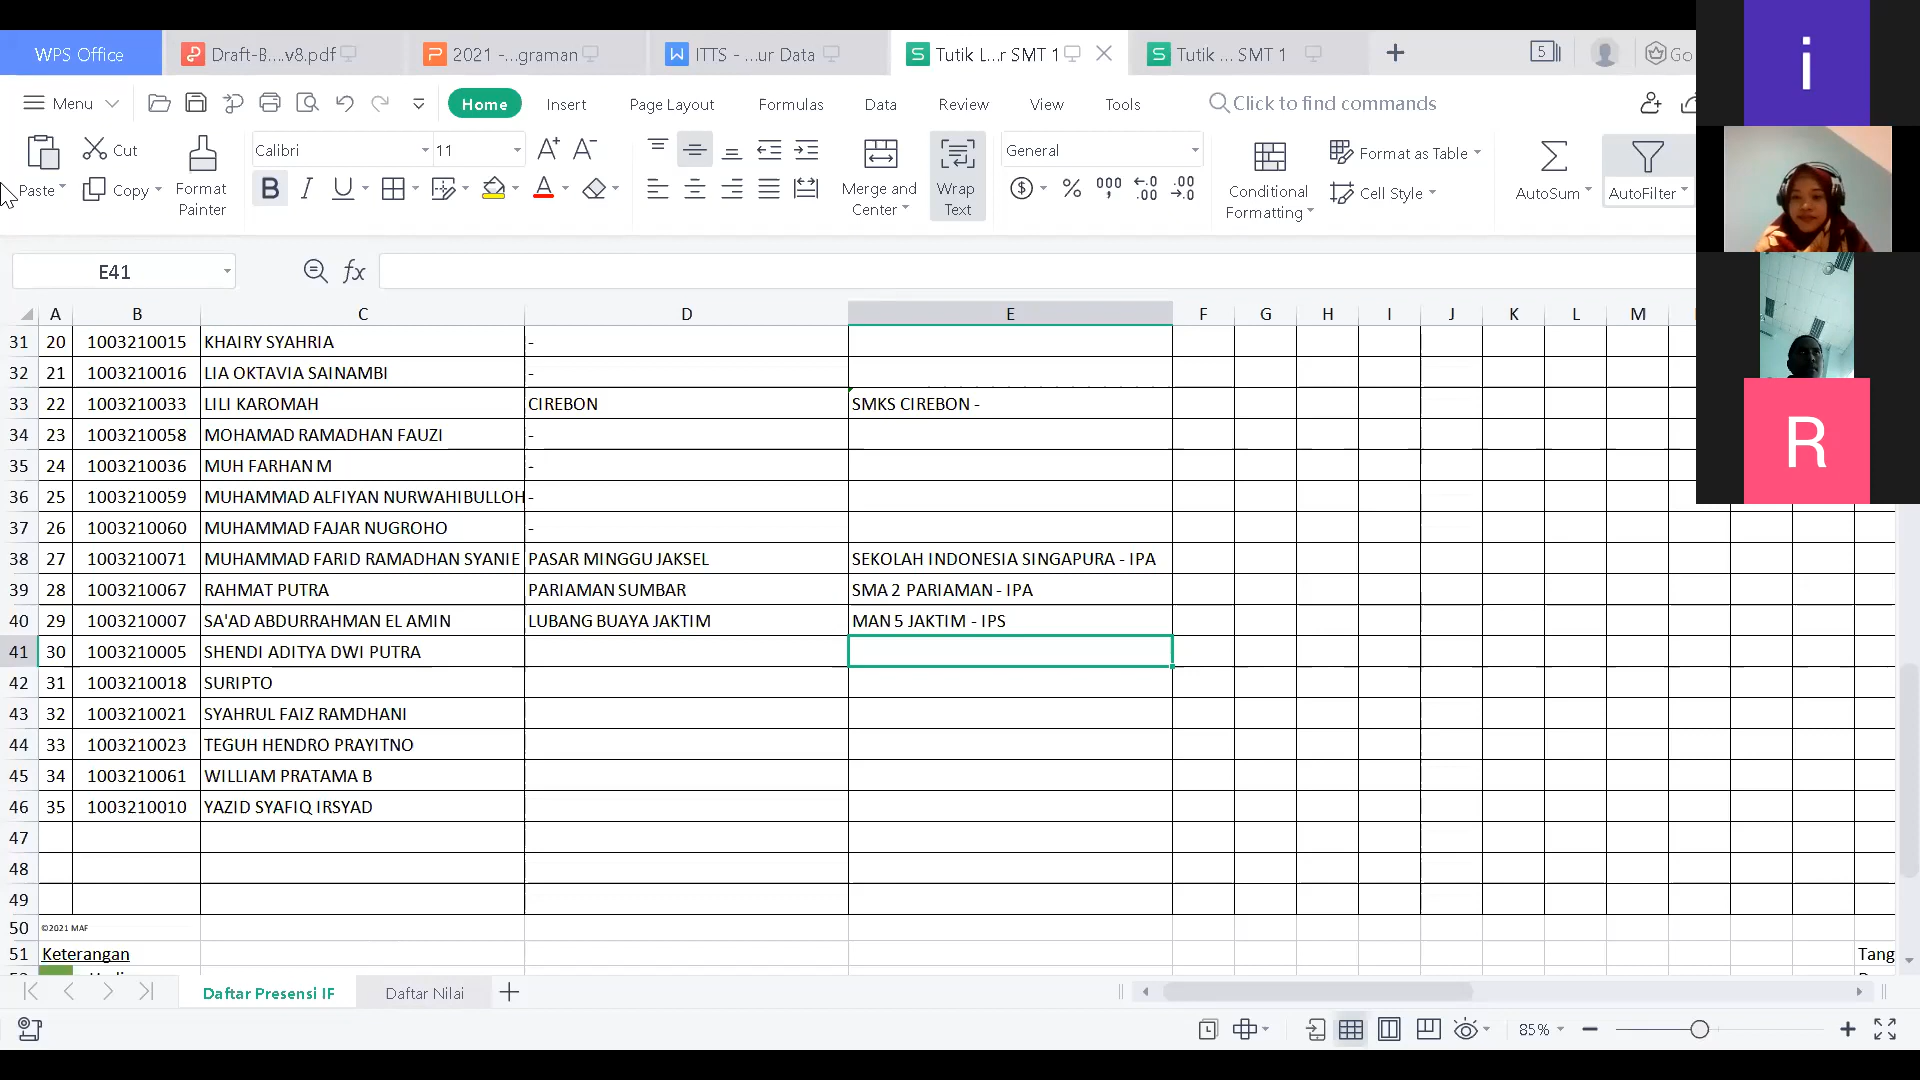 WPS Office
Draft-B....v8.pdf
2021 -...graman
ITTS - ...ur Data
Tutik L...r SMT 1
Tutik ... SMT 1
5
Go
Menu
Home
Insert
Page Layout
Formulas
Data
Review
View
Tools
Click to find commands
Paste
Cut
Copy
Format
Painter
Calibri
11
Merge and
Center
Wrap
Text
General
Conditional
Formatting
Format as Table
Cell Style
AutoSum
AutoFilter
E41
A B C D E F G H I J K L M
31 20 1003210015 KHAIRY SYAHRIA -
32 21 1003210016 LIA OKTAVIA SAINAMBI -
33 22 1003210033 LILI KAROMAH CIREBON SMKS CIREBON -
34 23 1003210058 MOHAMAD RAMADHAN FAUZI -
35 24 1003210036 MUH FARHAN M -
36 25 1003210059 MUHAMMAD ALFIYAN NURWAHIBULLOH -
37 26 1003210060 MUHAMMAD FAJAR NUGROHO -
38 27 1003210071 MUHAMMAD FARID RAMADHAN SYANIE PASAR MINGGU JAKSEL SEKOLAH INDONESIA SINGAPURA - IPA
39 28 1003210067 RAHMAT PUTRA PARIAMAN SUMBAR SMA 2 PARIAMAN - IPA
40 29 1003210007 SA'AD ABDURRAHMAN EL AMIN LUBANG BUAYA JAKTIM MAN 5 JAKTIM - IPS
41 30 1003210005 SHENDI ADITYA DWI PUTRA
42 31 1003210018 SURIPTO
43 32 1003210021 SYAHRUL FAIZ RAMDHANI
44 33 1003210023 TEGUH HENDRO PRAYITNO
45 34 1003210061 WILLIAM PRATAMA B
46 35 1003210010 YAZID SYAFIQ IRSYAD
47
48
49
50 ©2021 MAF
51 Keterangan Tang
Daftar Presensi IF
Daftar Nilai
85%
i
R